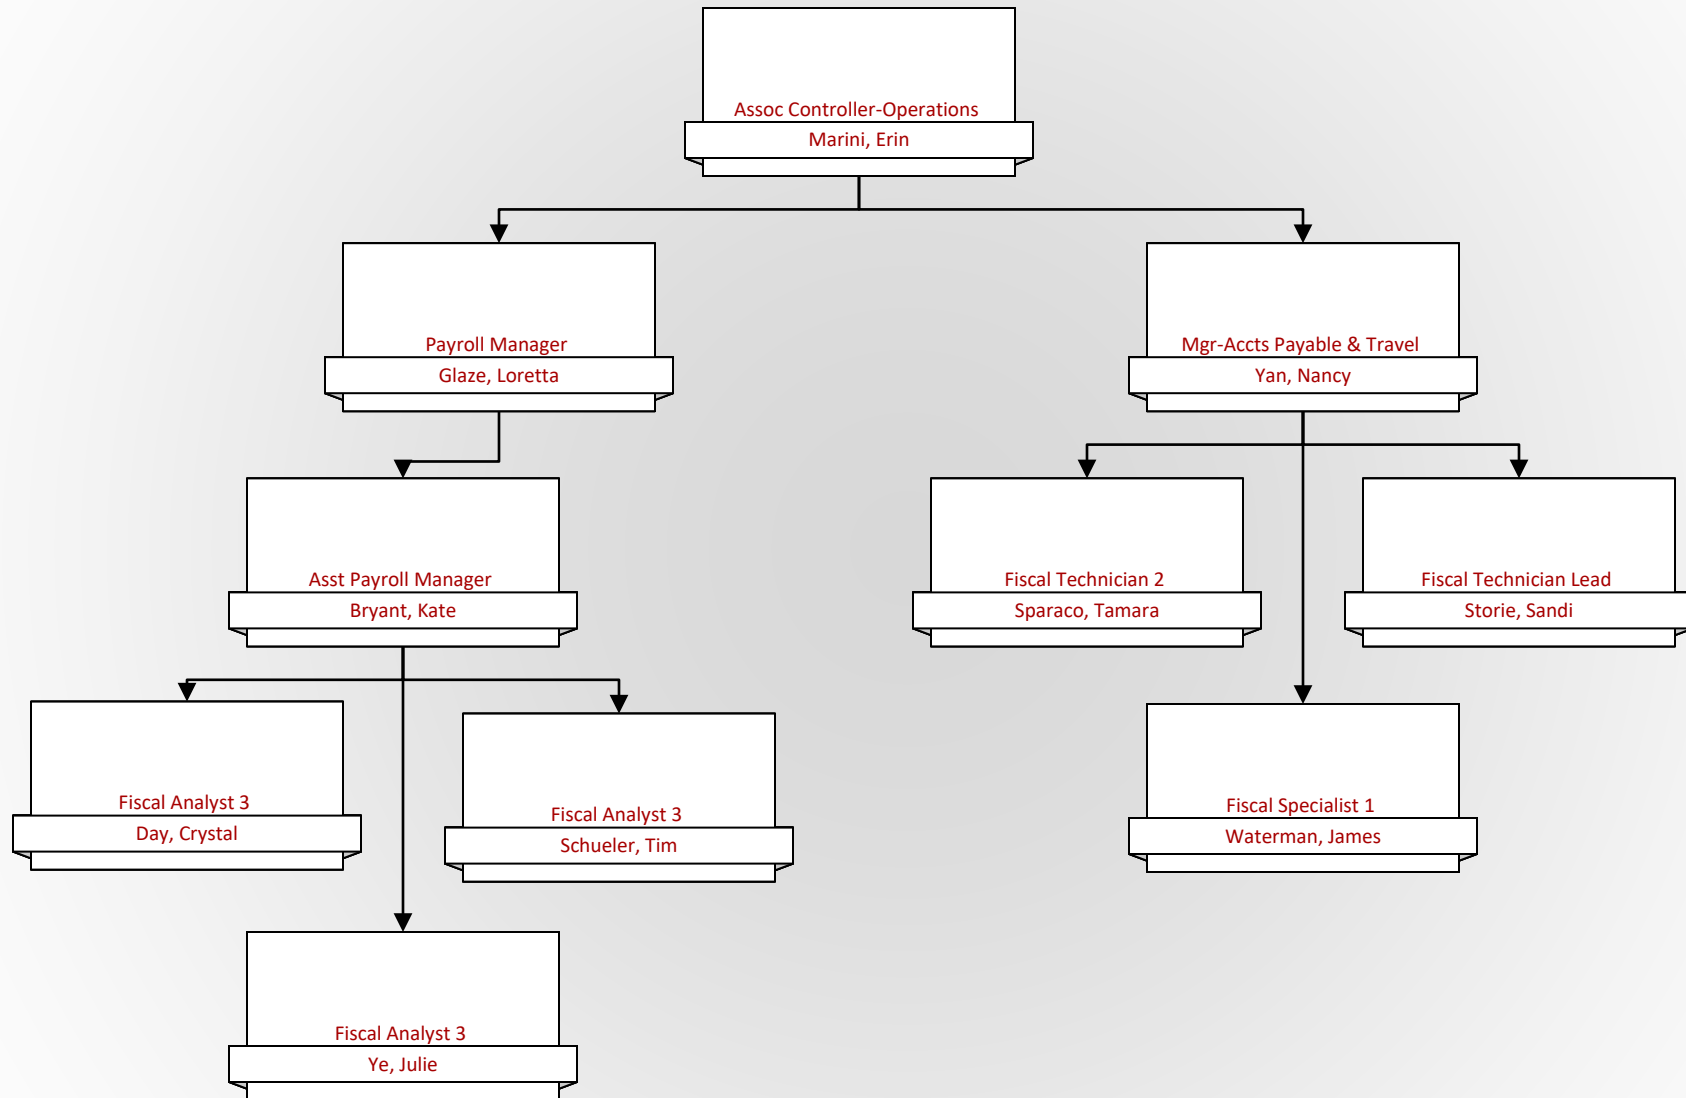 Assoc Controller-Operations
Marini, Erin
Payroll Manager
Glaze, Loretta
Mgr-Accts Payable & Travel
Yan, Nancy
Asst Payroll Manager
Bryant, Kate
Fiscal Technician 2
Sparaco, Tamara
Fiscal Technician Lead
Storie, Sandi
Fiscal Analyst 3
Day, Crystal
Fiscal Analyst 3
Schueler, Tim
Fiscal Specialist 1
Waterman, James
Fiscal Analyst 3
Ye, Julie